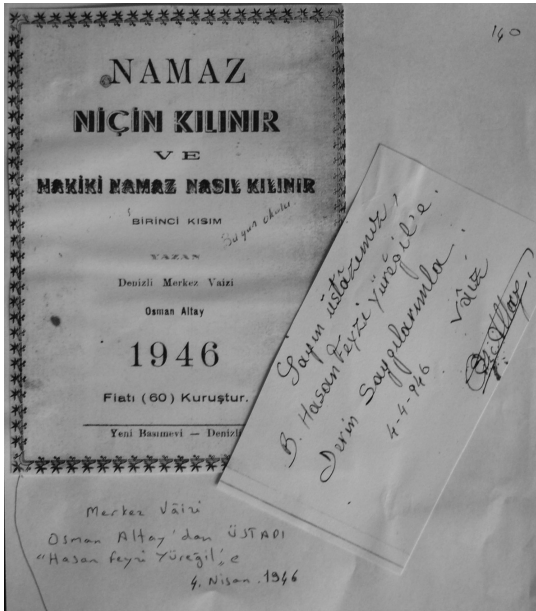 140
NAMAZ
NİÇİN KILINIR
VE
HAKİKİ NAMAZ NASIL KILINIR
BİRİNCİ KISIM
YAZAN
Denizli Merkez Vaizi
Osman Altay
1946
Fiatı (60) Kuruştur.
Yeni Basımevi — Denizli
Sayın üstâzımız,
B. Hasan Feyzi Yüreğil'e.
Derin Saygılarımla.
4-4-946
vâiz
Merkez Vâizi
Osman Altay'dan ÜSTADI
"Hasan Feyzi Yüreğil"e
4. Nisan. 1946